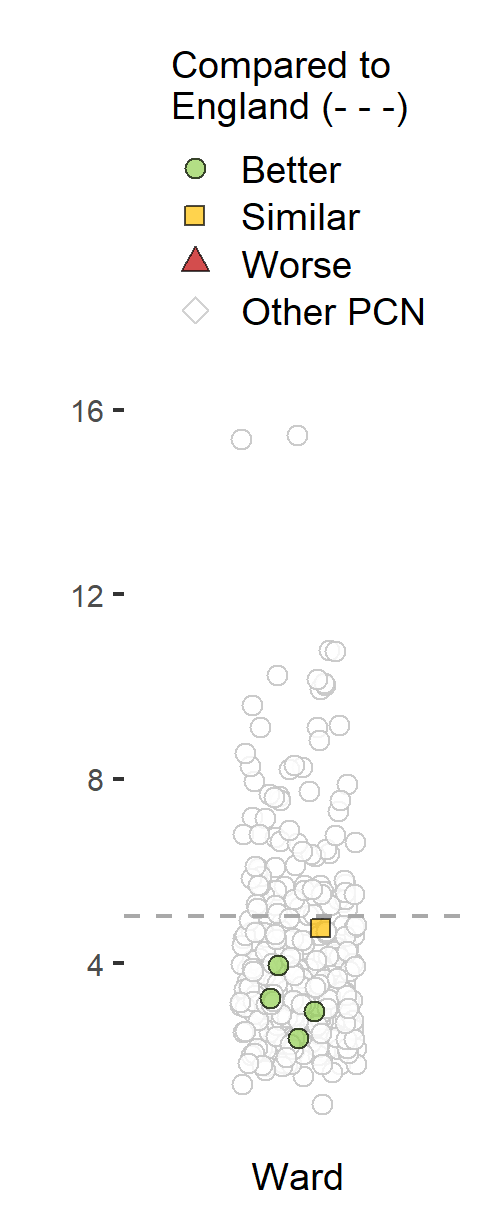 Compared to
England (- - -)
Better
Similar
Worse
Other PCN
16
12
8
4
Ward